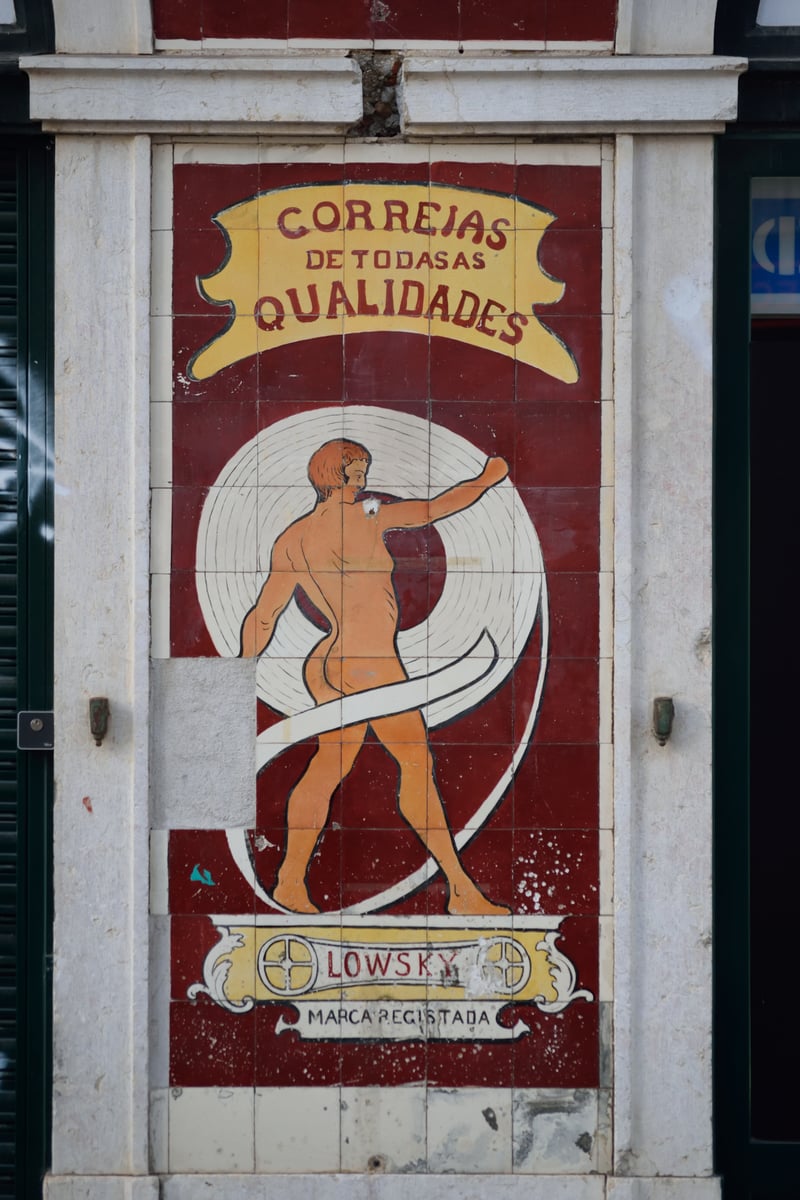 CORREIAS
DE TODAS AS
QUALIDADES
LOWSKY
MARCA REGISTADA